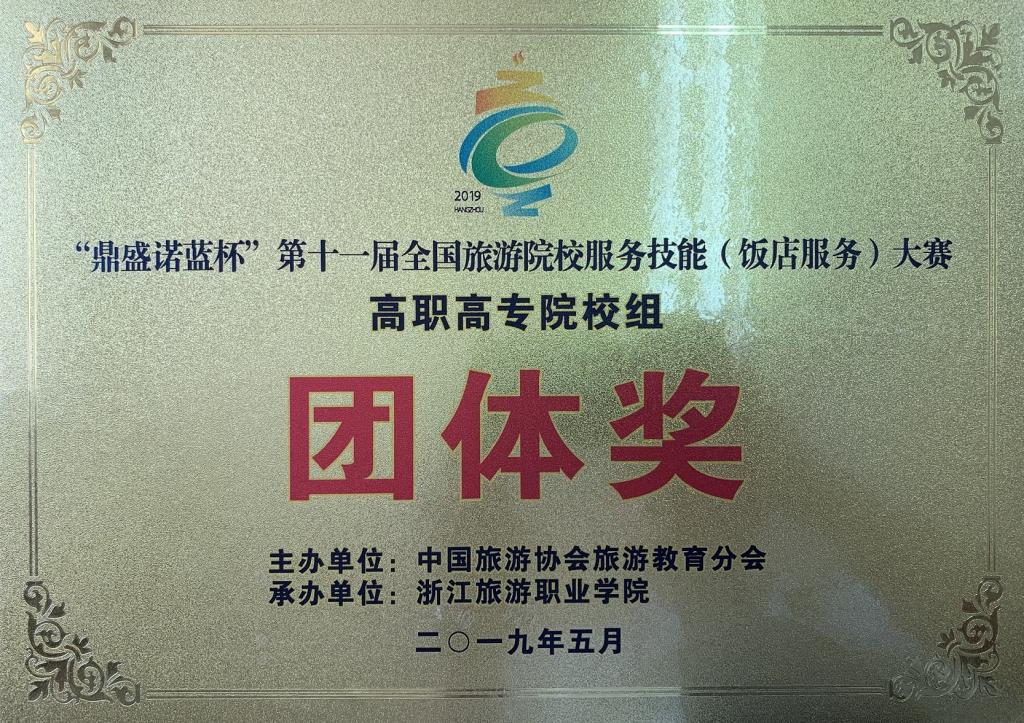 2019
HANGZHOU
“鼎盛诺蓝杯”第十一届全国旅游院校服务技能（饭店服务）大赛
高职高专院校组
团体奖
主办单位：中国旅游协会旅游教育分会
承办单位：浙江旅游职业学院
二〇一九年五月